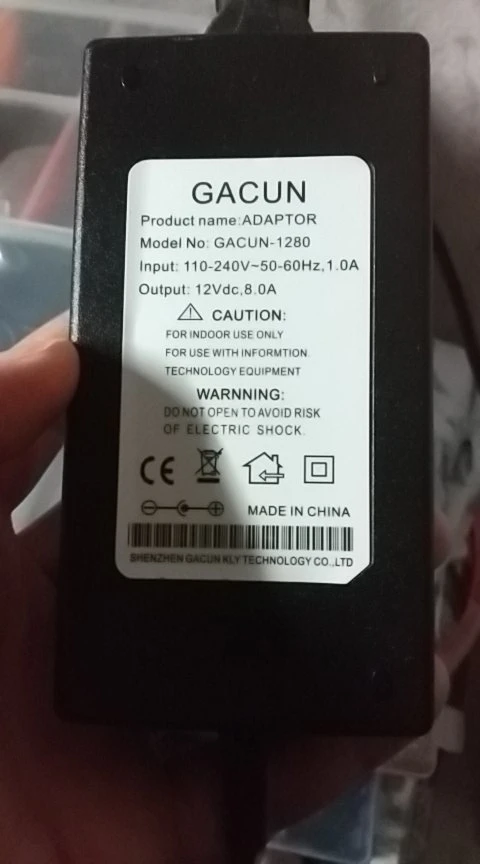 GACUN
Product name:ADAPTOR
Model No: GACUN-1280
Input: 110-240V~50-60Hz,1.0A
Output: 12Vdc,8.0A
CAUTION:
FOR INDOOR USE ONLY
FOR USE WITH INFORMTION
TECHNOLOGY EQUIPMENT
WARNNING:
DO NOT OPEN TO AVOID RISK
OF ELECTRIC SHOCK.
CE
MADE IN CHINA
SHENZHEN GACUN KLY TECHNOLOGY CO.,LTD